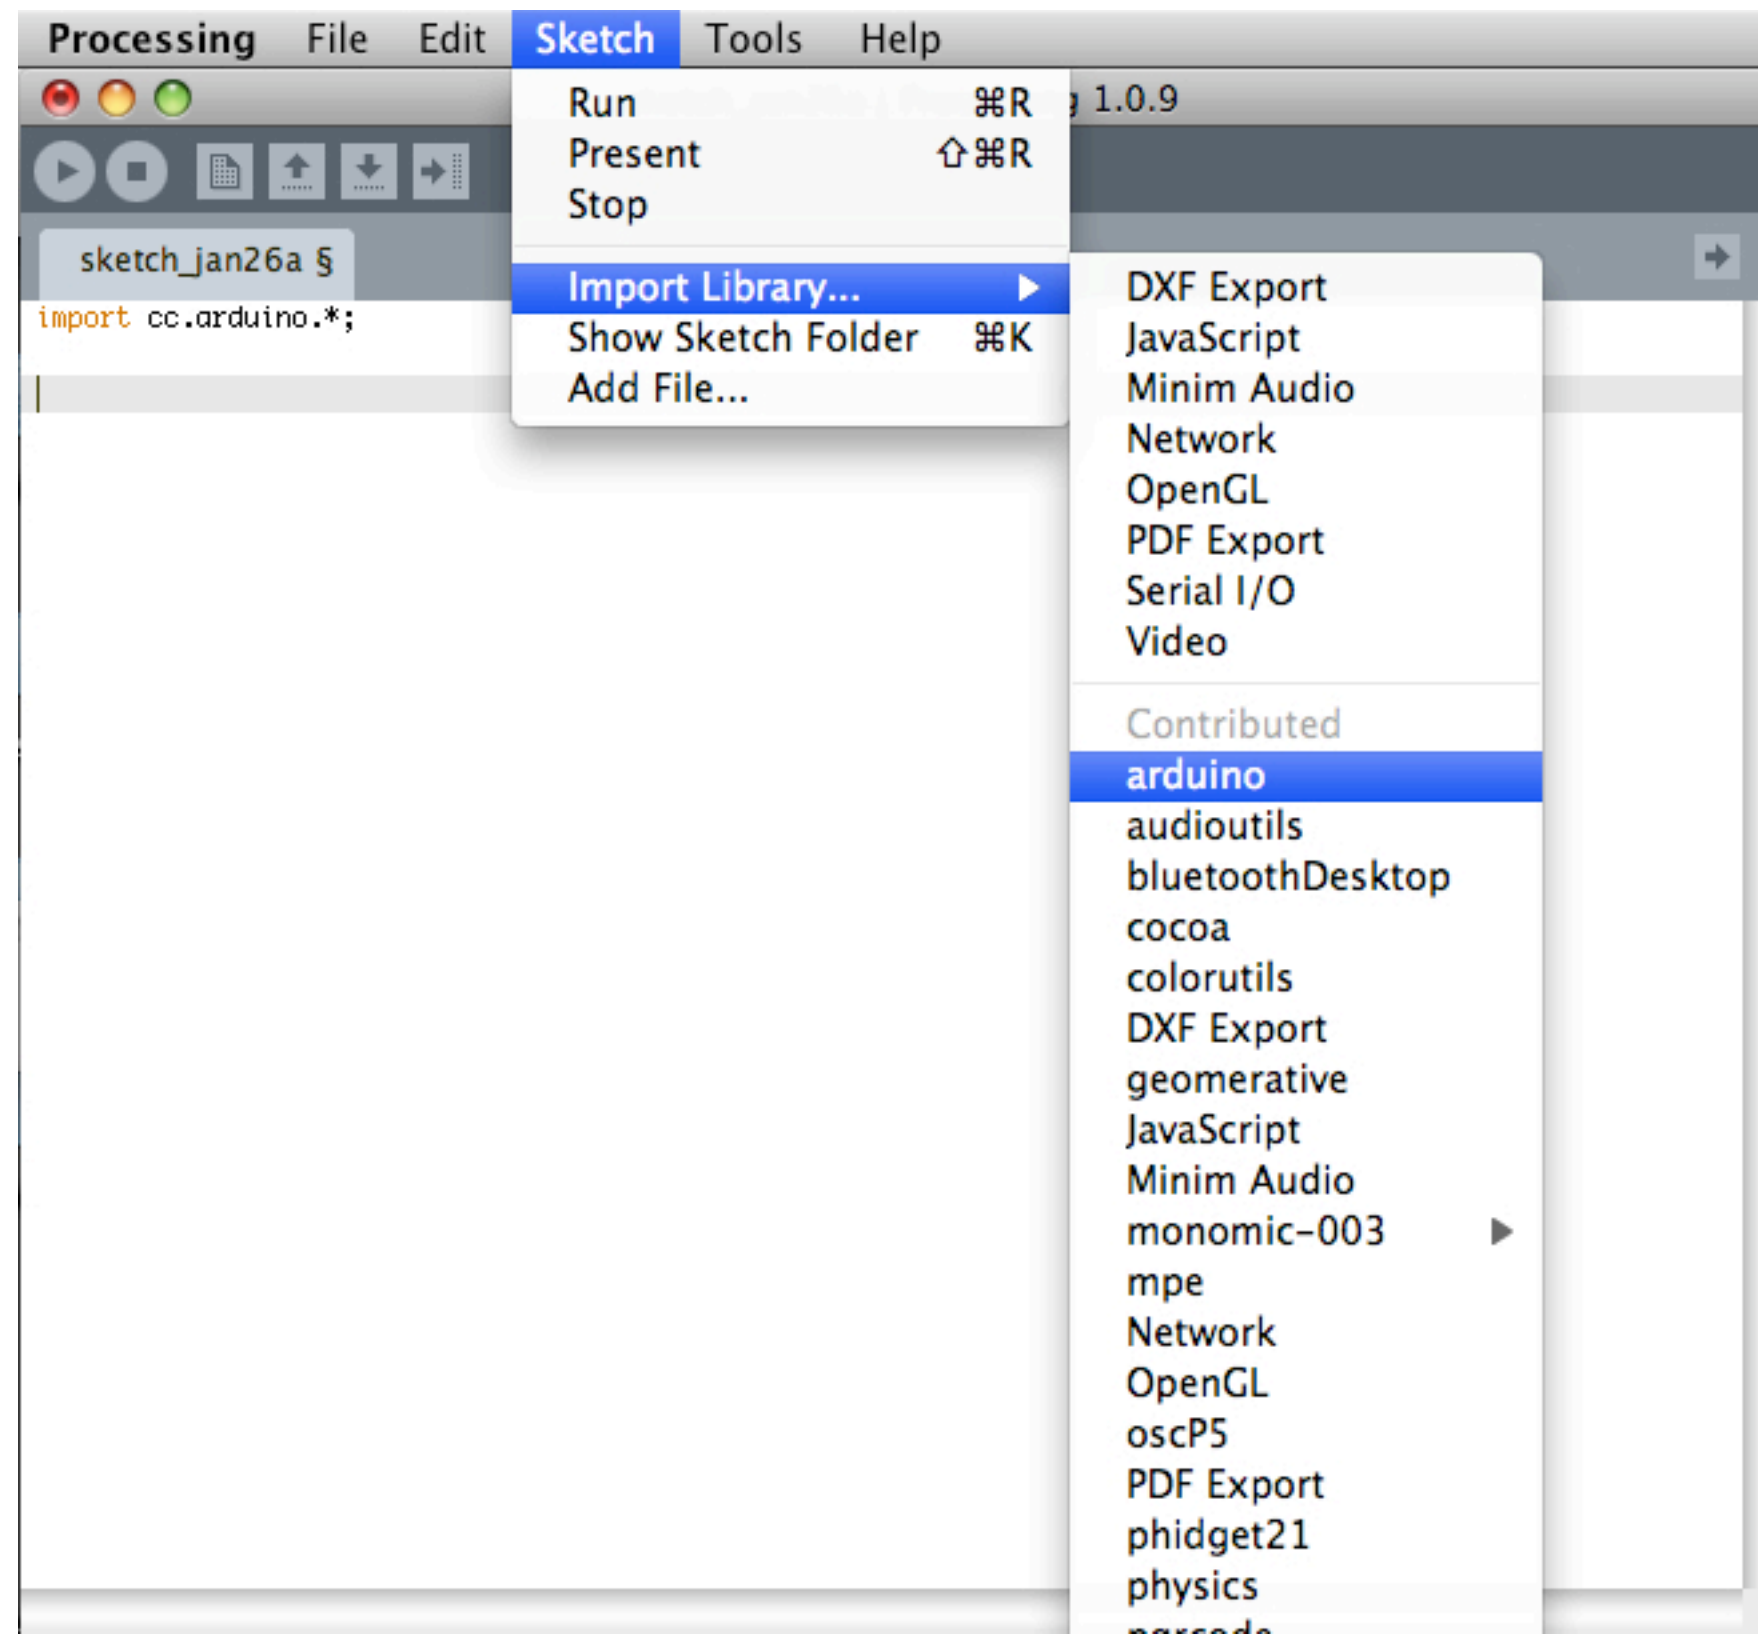 Processing File Edit Sketch Tools Help
g 1.0.9
Run ⌘R
Present ⇧⌘R
Stop
Import Library...
Show Sketch Folder ⌘K
Add File...
sketch_jan26a §
import cc.arduino.*;
DXF Export
JavaScript
Minim Audio
Network
OpenGL
PDF Export
Serial I/O
Video
Contributed
arduino
audioutils
bluetoothDesktop
cocoa
colorutils
DXF Export
geomerative
JavaScript
Minim Audio
monomic-003
mpe
Network
OpenGL
oscP5
PDF Export
phidget21
physics